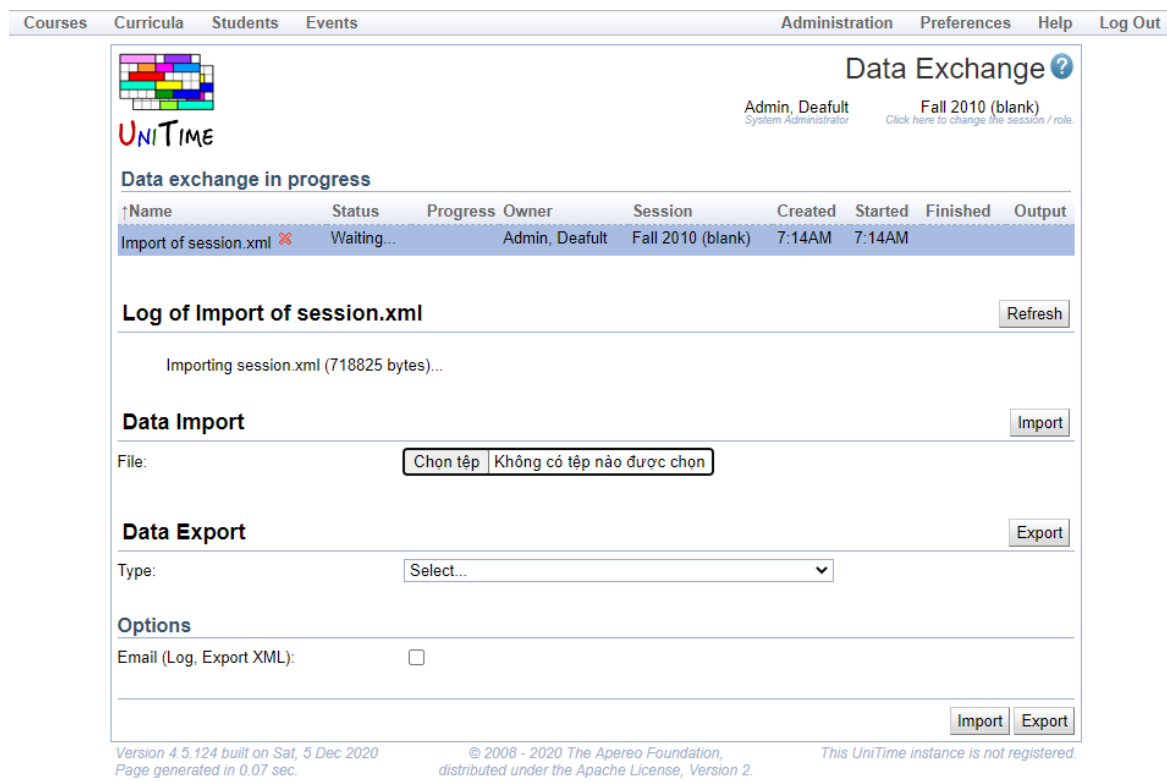 Courses Curricula Students Events Administration Preferences Help Log Out
UNITIME
Data Exchange ?
Admin, Deafult Fall 2010 (blank)
System Administrator Click here to change the session / role.
Data exchange in progress
↑Name Status Progress Owner Session Created Started Finished Output
Import of session.xml Waiting... Admin, Deafult Fall 2010 (blank) 7:14AM 7:14AM
Log of Import of session.xml Refresh
Importing session.xml (718825 bytes)...
Data Import Import
File: Chọn tệp Không có tệp nào được chọn
Data Export Export
Type: Select...
Options
Email (Log, Export XML):
Import Export
Version 4.5.124 built on Sat, 5 Dec 2020 © 2008 - 2020 The Apereo Foundation, This UniTime instance is not registered.
Page generated in 0.07 sec. distributed under the Apache License, Version 2.